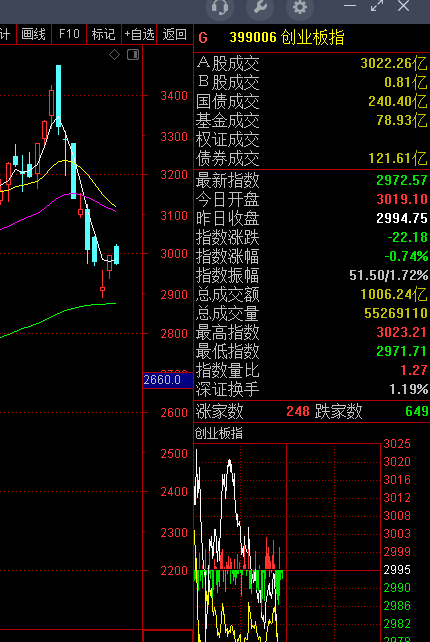 计 画线 F10 标记 +自选 返回
G 399006 创业板指
A股成交 3022.26亿
B股成交 0.81亿
国债成交 240.40亿
基金成交 78.93亿
权证成交
债券成交 121.61亿
最新指数 2972.57
今日开盘 3019.10
昨日收盘 2994.75
指数涨跌 -22.18
指数涨幅 -0.74%
指数振幅 51.50/1.72%
总成交额 1006.24亿
总成交量 55269110
最高指数 3023.21
最低指数 2971.71
指数量比 1.27
深证换手 1.19%
涨家数 248 跌家数 649
创业板指
3400
3300
3200
3100
3000
2900
2800
2660.0
2600
2500
2400
2300
2200
3025
3020
3016
3012
3008
3003
2999
2995
2990
2986
2982
2978